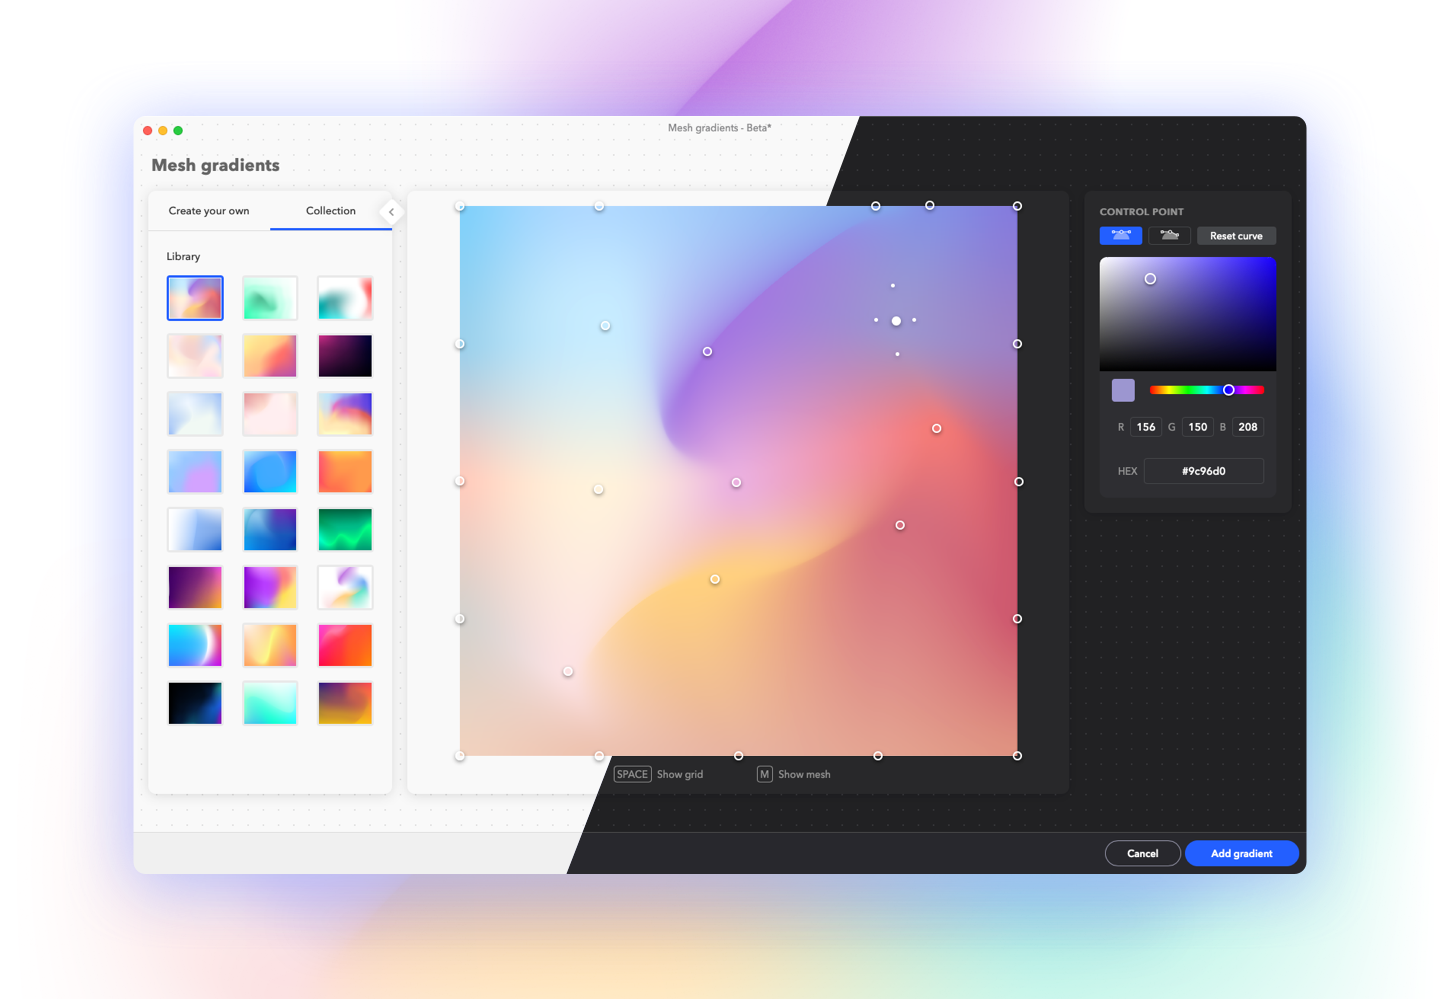 Mesh gradients - Beta*
Mesh gradients
Create your own
Collection
Library
CONTROL POINT
Reset curve
R 156 G 150 B 208
HEX #9c96d0
SPACE Show grid
M Show mesh
Cancel
Add gradient